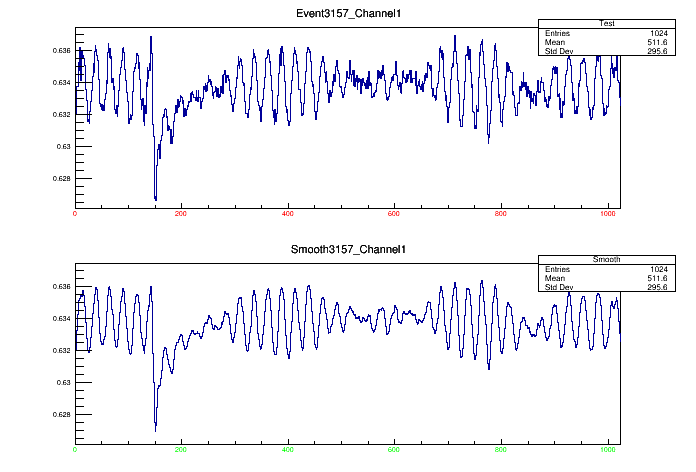 Event3157_Channel1
Test
Entries 1024
Mean 511.6
Std Dev 295.6
0.636
0.634
0.632
0.63
0.628
0 200 400 600 800 1000
Smooth3157_Channel1
Smooth
Entries 1024
Mean 511.6
Std Dev 295.6
0.636
0.634
0.632
0.63
0.628
0 200 400 600 800 1000